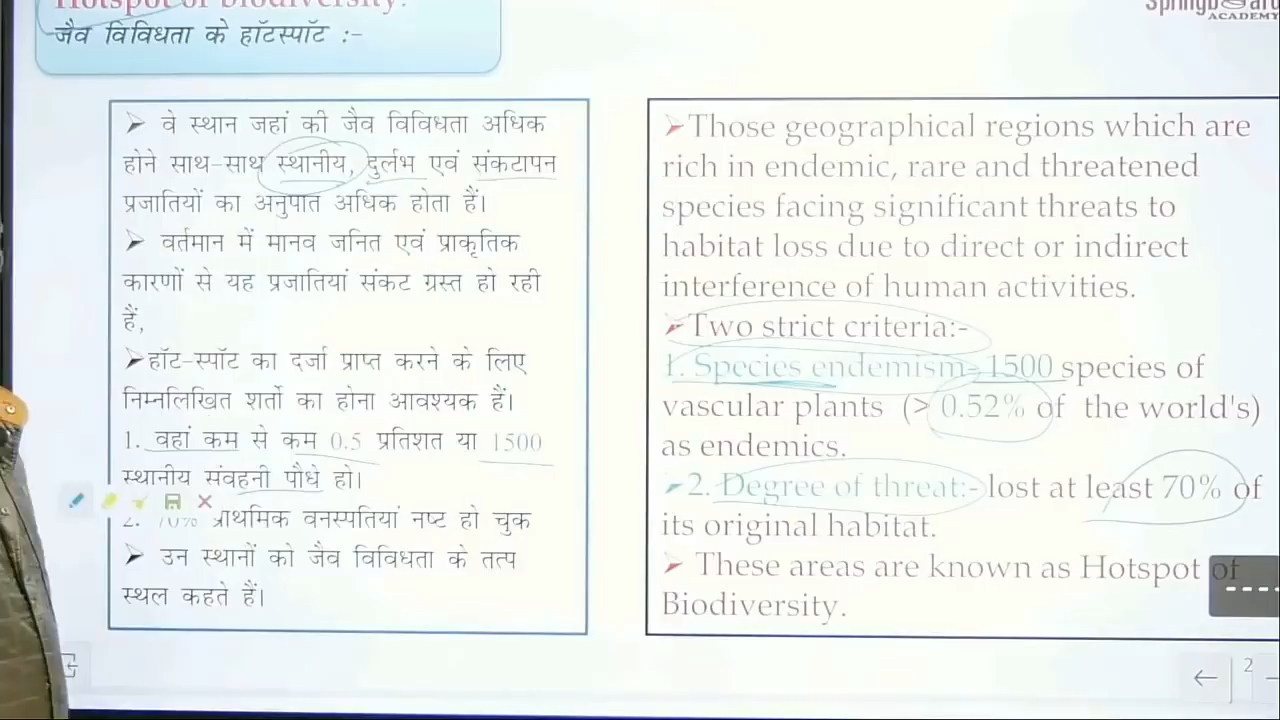 Hotspot of biodiversity:
जैव विविधता के हॉटस्पॉट :-
Springboard
ACADEMY
➢ वे स्थान जहां की जैव विविधता अधिक
होने साथ-साथ स्थानीय, दुर्लभ एवं संकटापन
प्रजातियों का अनुपात अधिक होता हैं।
➢ वर्तमान में मानव जनित एवं प्राकृतिक
कारणों से यह प्रजातियां संकट ग्रस्त हो रही
हैं,
➢हॉट-स्पॉट का दर्जा प्राप्त करने के लिए
निम्नलिखित शर्तो का होना आवश्यक हैं।
1. वहां कम से कम 0.5 प्रतिशत या 1500
स्थानीय संवहनी पौधे हो।
2. 70% प्राथमिक वनस्पतियां नष्ट हो चुक
➢ उन स्थानों को जैव विविधता के तत्प
स्थल कहते हैं।
➢Those geographical regions which are
rich in endemic, rare and threatened
species facing significant threats to
habitat loss due to direct or indirect
interference of human activities.
➢Two strict criteria:-
1. Species endemism- 1500 species of
vascular plants (> 0.52% of the world's)
as endemics.
➢2. Degree of threat:- lost at least 70% of
its original habitat.
➢ These areas are known as Hotspot of
Biodiversity.
2